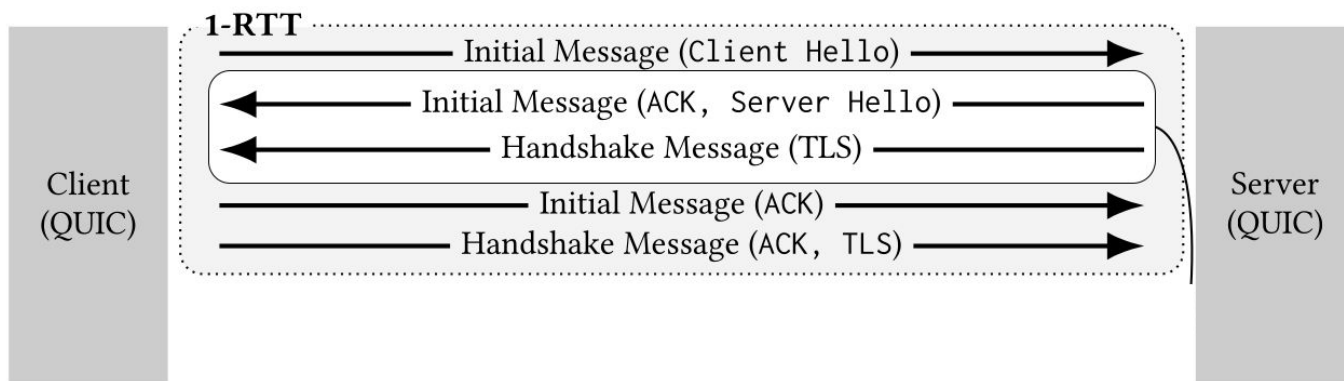 1-RTT
Initial Message (Client Hello)
Initial Message (ACK, Server Hello)
Handshake Message (TLS)
Client
(QUIC)
Initial Message (ACK)
Handshake Message (ACK, TLS)
Server
(QUIC)